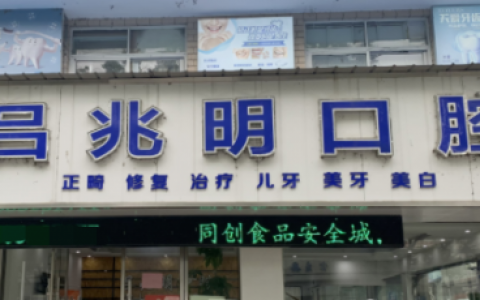 吕兆明口腔
正畸 修复 治疗 儿牙 美牙 美白
同创食品安全城,